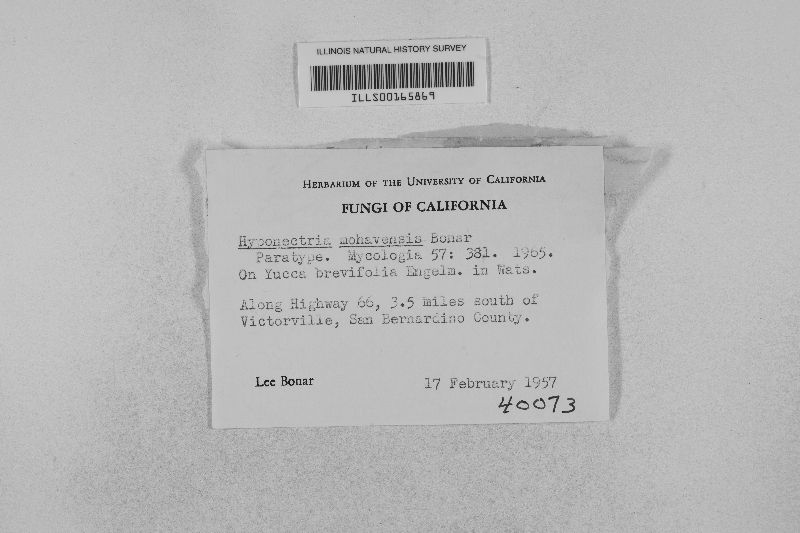 ILLINOIS NATURAL HISTORY SURVEY
ILLS00165869
HERBARIUM OF THE UNIVERSITY OF CALIFORNIA
FUNGI OF CALIFORNIA
Hyponectria mohavensis Bonar
Paratype. Mycologia 57: 381. 1965.
On Yucca brevifolia Engelm. in Wats.
Along Highway 66, 3.5 miles south of
Victorville, San Bernardino County.
Lee Bonar 17 February 1957
40073